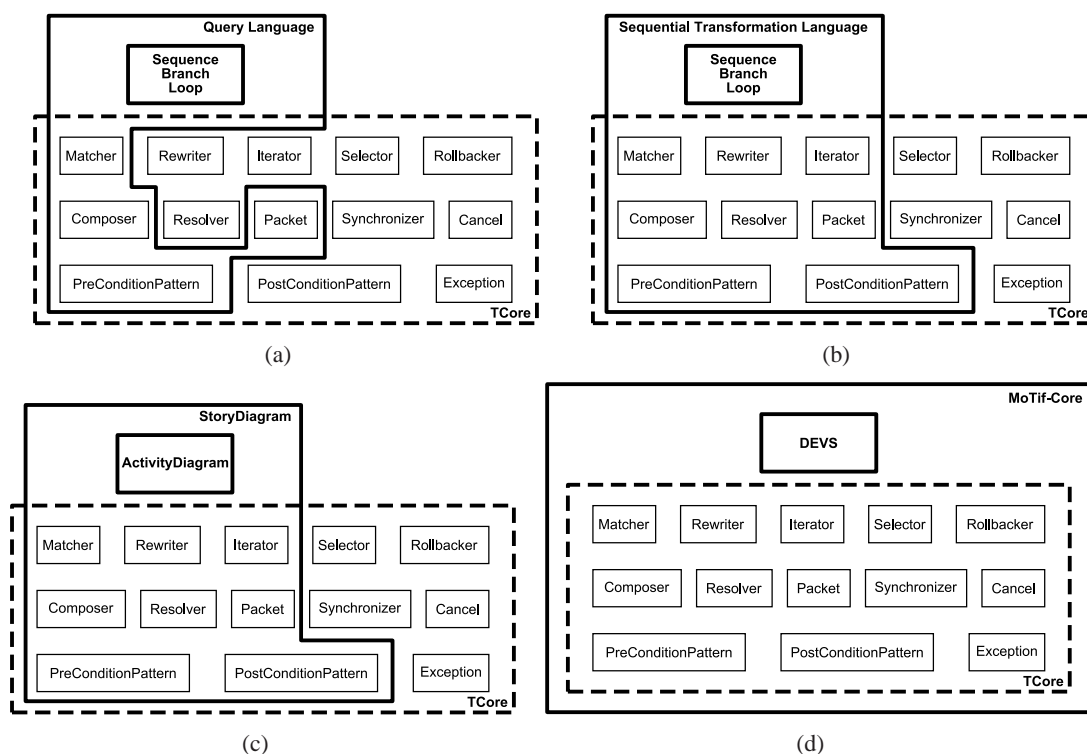 Query Language
Sequence
Branch
Loop
Matcher Rewriter Iterator Selector Rollbacker
Composer Resolver Packet Synchronizer Cancel
PreConditionPattern PostConditionPattern Exception
TCore
(a)
Sequential Transformation Language
Sequence
Branch
Loop
Matcher Rewriter Iterator Selector Rollbacker
Composer Resolver Packet Synchronizer Cancel
PreConditionPattern PostConditionPattern Exception
TCore
(b)
StoryDiagram
ActivityDiagram
Matcher Rewriter Iterator Selector Rollbacker
Composer Resolver Packet Synchronizer Cancel
PreConditionPattern PostConditionPattern Exception
TCore
(c)
MoTif-Core
DEVS
Matcher Rewriter Iterator Selector Rollbacker
Composer Resolver Packet Synchronizer Cancel
PreConditionPattern PostConditionPattern Exception
TCore
(d)